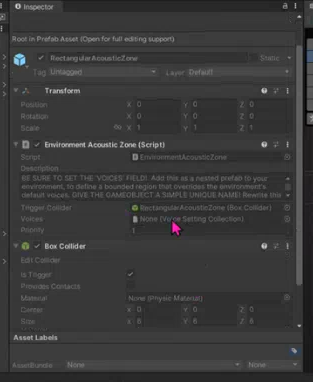 Inspector
Root in Prefab Asset (Open for full editing support)
RectangularAcousticZone Static
Tag Untagged Layer Default
Transform
Position X 0 Y 0 Z 0
Rotation X 0 Y 0 Z 0
Scale X 1 Y 1 Z 1
Environment Acoustic Zone (Script)
Script EnvironmentAcousticZone
Description
BE SURE TO SET THE 'VOICES' FIELD! Add this as a nested prefab to your
environment, to define a bounded region that overrides the environment's
default voices. GIVE THE GAMEOBJECT A SIMPLE UNIQUE NAME! Rewrite this
Trigger Collider RectangularAcousticZone (Box Collider)
Voices None (Voice Setting Collection)
Priority 1
Box Collider
Edit Collider
Is Trigger
Provides Contacts
Material None (Physic Material)
Center X 0 Y 0 Z 0
Size X 6 Y 6 Z 6
Asset Labels
AssetBundle None None